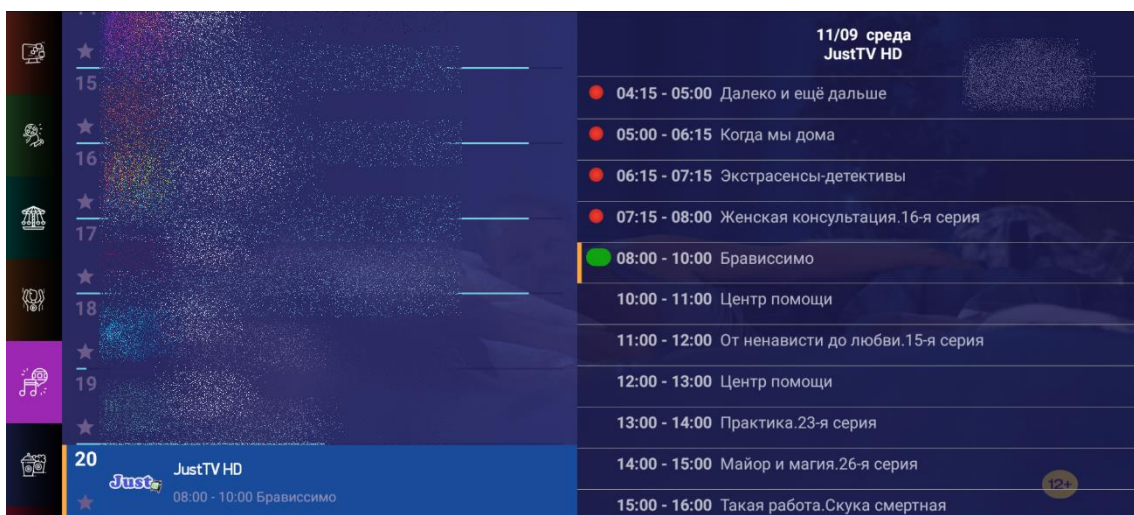 15
16
17
18
19
20
Just
JustTV HD
08:00 - 10:00 Брависсимо
11/09 среда
JustTV HD
04:15 - 05:00 Далеко и ещё дальше
05:00 - 06:15 Когда мы дома
06:15 - 07:15 Экстрасенсы-детективы
07:15 - 08:00 Женская консультация.16-я серия
08:00 - 10:00 Брависсимо
10:00 - 11:00 Центр помощи
11:00 - 12:00 От ненависти до любви.15-я серия
12:00 - 13:00 Центр помощи
13:00 - 14:00 Практика.23-я серия
14:00 - 15:00 Майор и магия.26-я серия
12+
15:00 - 16:00 Такая работа.Скука смертная